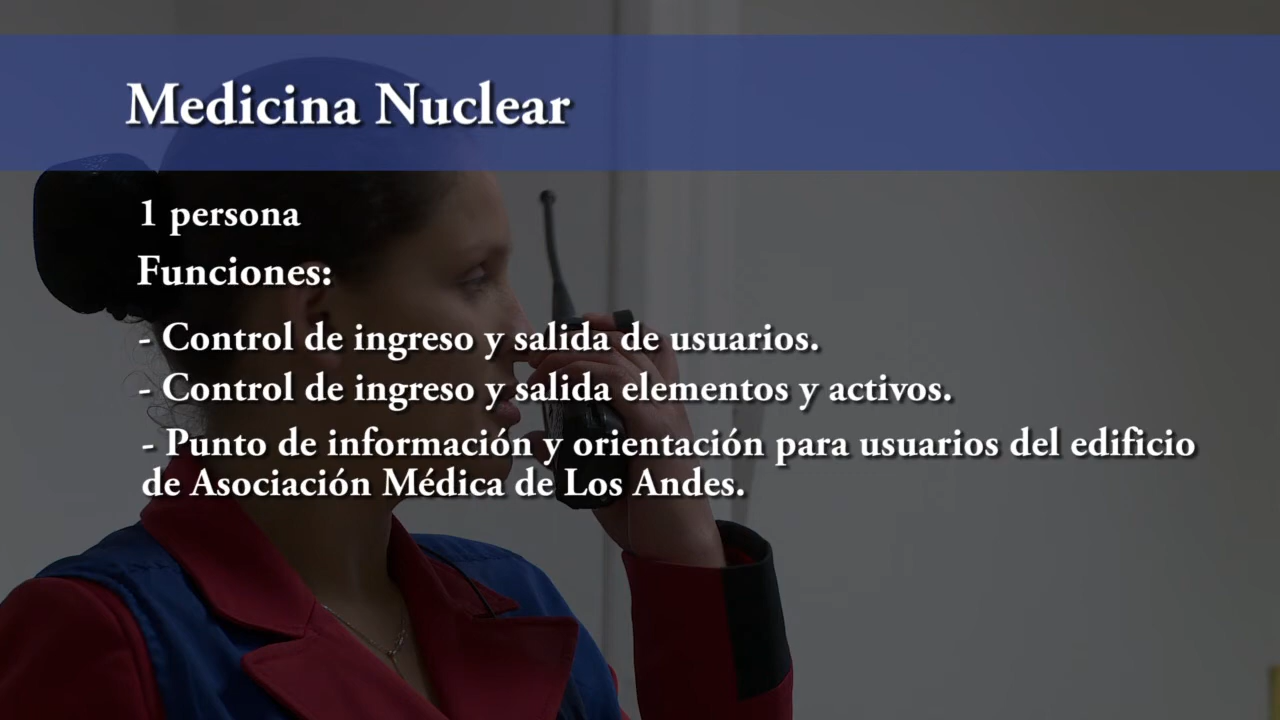 Medicina Nuclear
1 persona
Funciones:
- Control de ingreso y salida de usuarios.
- Control de ingreso y salida elementos y activos.
- Punto de información y orientación para usuarios del edificio
de Asociación Médica de Los Andes.